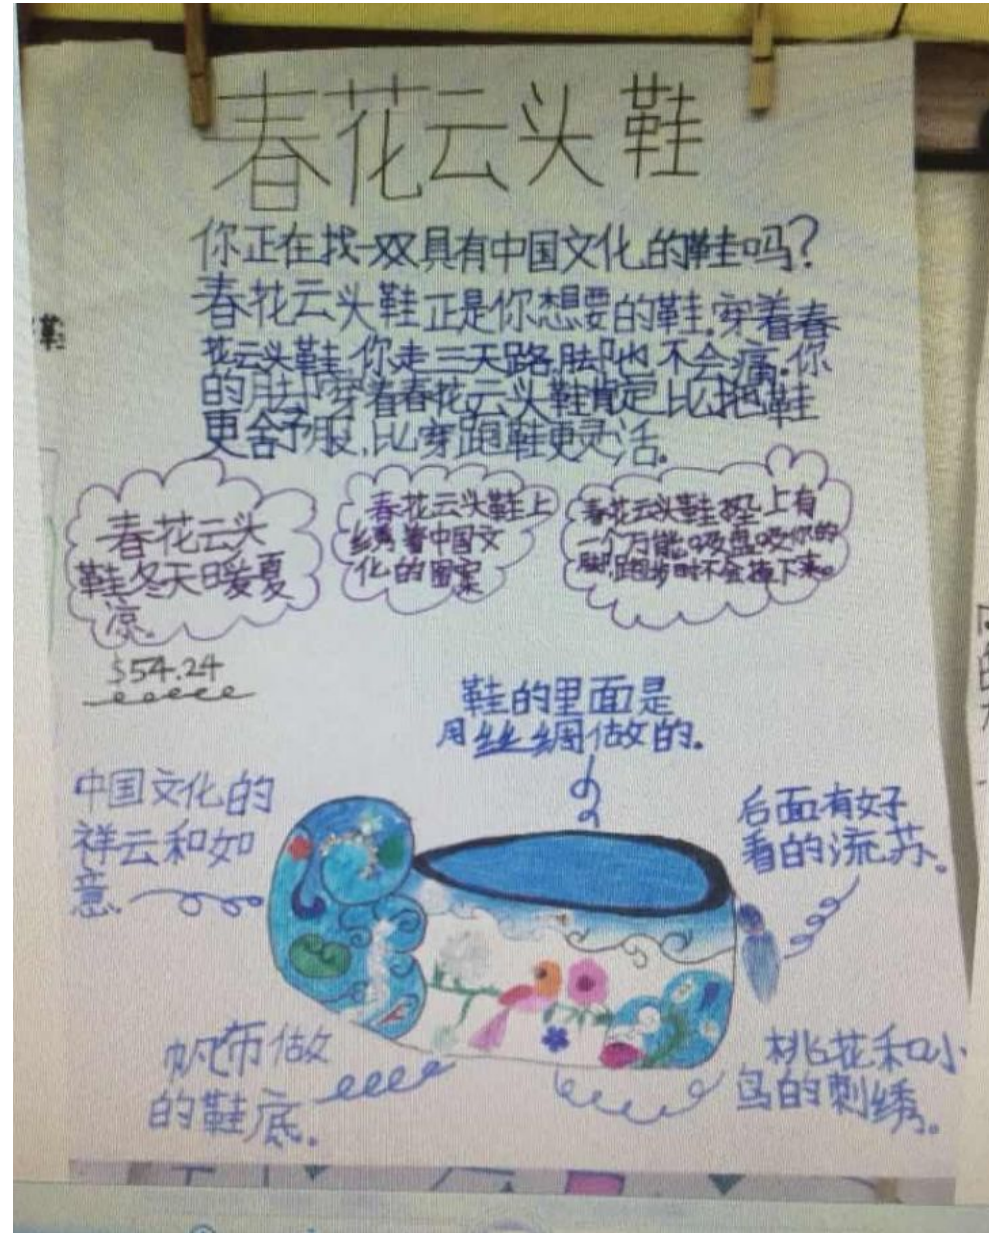 春花云头鞋
你正在找一双具有中国文化的鞋吗?
春花云头鞋正是你想要的鞋.穿着春
花云头鞋,你走三天路,脚也不会痛.你
的脚穿着春花云头鞋肯定比拖鞋
更舒服,比穿跑鞋更灵活。
春花云头
鞋冬天暖夏
凉。
春花云头鞋上
绣着中国文
化的图案
春花云头鞋垫上有
一个万能吸盘吸你的
脚,跑步时不会掉下来。
$54.24
鞋的里面是
用丝绸做的.
中国文化的
祥云和如
意.
后面有好
看的流苏.
帆布做
的鞋底.
桃花和小
鸟的刺绣.
鞋